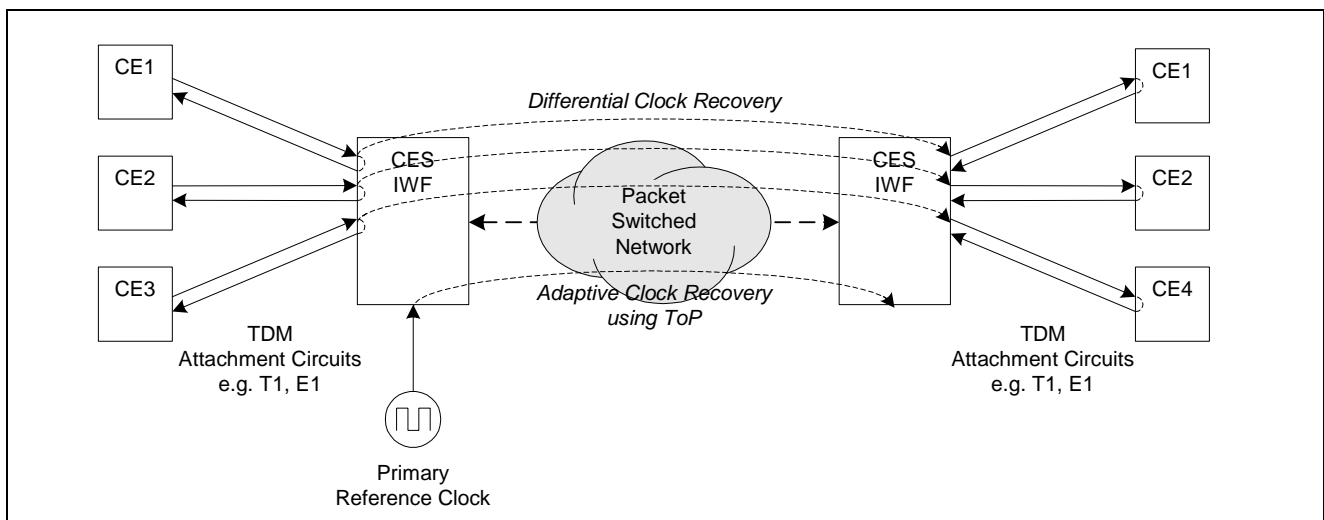 CE1
CE2
CE3
TDM
Attachment Circuits
e.g. T1, E1
CES
IWF
Primary
Reference Clock
Differential Clock Recovery
Packet
Switched
Network
Adaptive Clock Recovery
using ToP
CES
IWF
CE1
CE2
CE4
TDM
Attachment Circuits
e.g. T1, E1